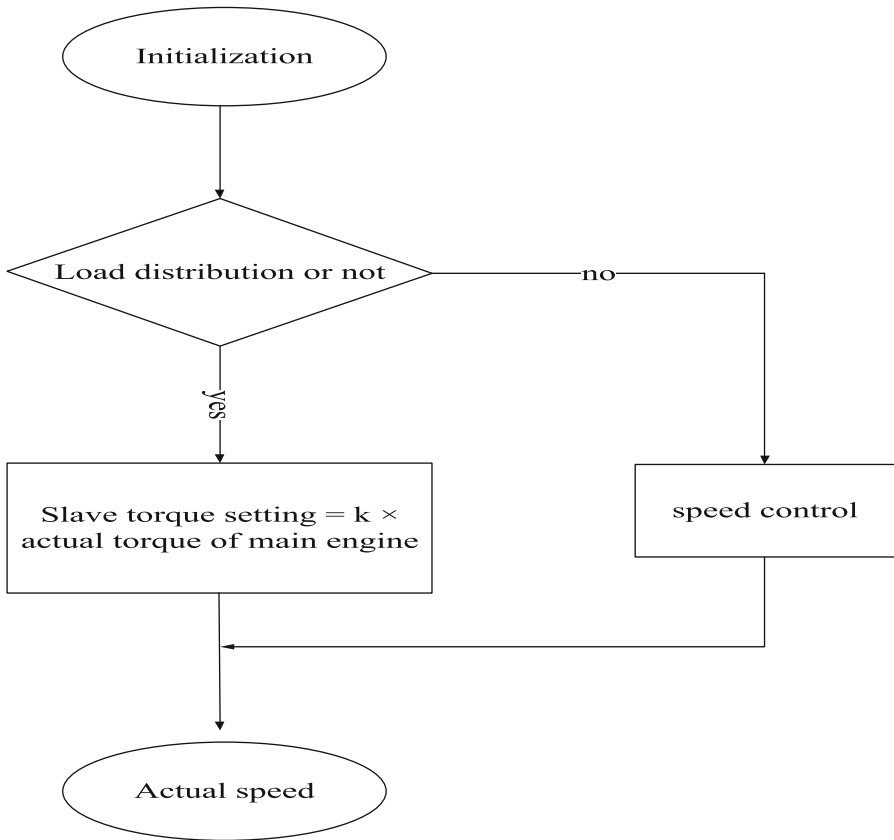 Initialization
Load distribution or not
no
yes
Slave torque setting = k ×
actual torque of main engine
speed control
Actual speed